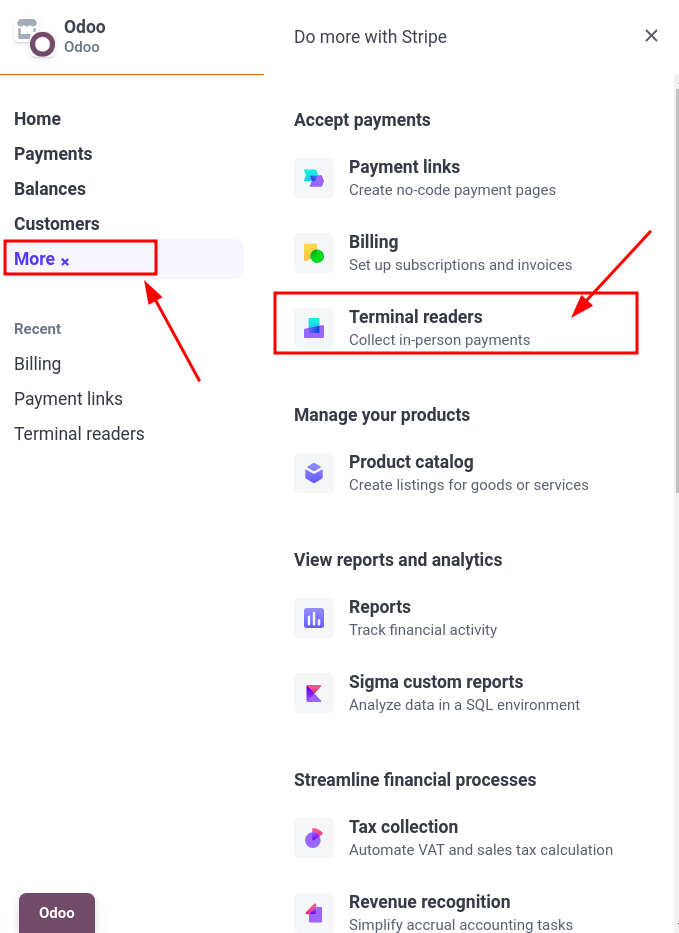 Odoo
Odoo
Home
Payments
Balances
Customers
More
Recent
Billing
Payment links
Terminal readers
Odoo
Do more with Stripe
Accept payments
Payment links
Create no-code payment pages
Billing
Set up subscriptions and invoices
Terminal readers
Collect in-person payments
Manage your products
Product catalog
Create listings for goods or services
View reports and analytics
Reports
Track financial activity
Sigma custom reports
Analyze data in a SQL environment
Streamline financial processes
Tax collection
Automate VAT and sales tax calculation
Revenue recognition
Simplify accrual accounting tasks